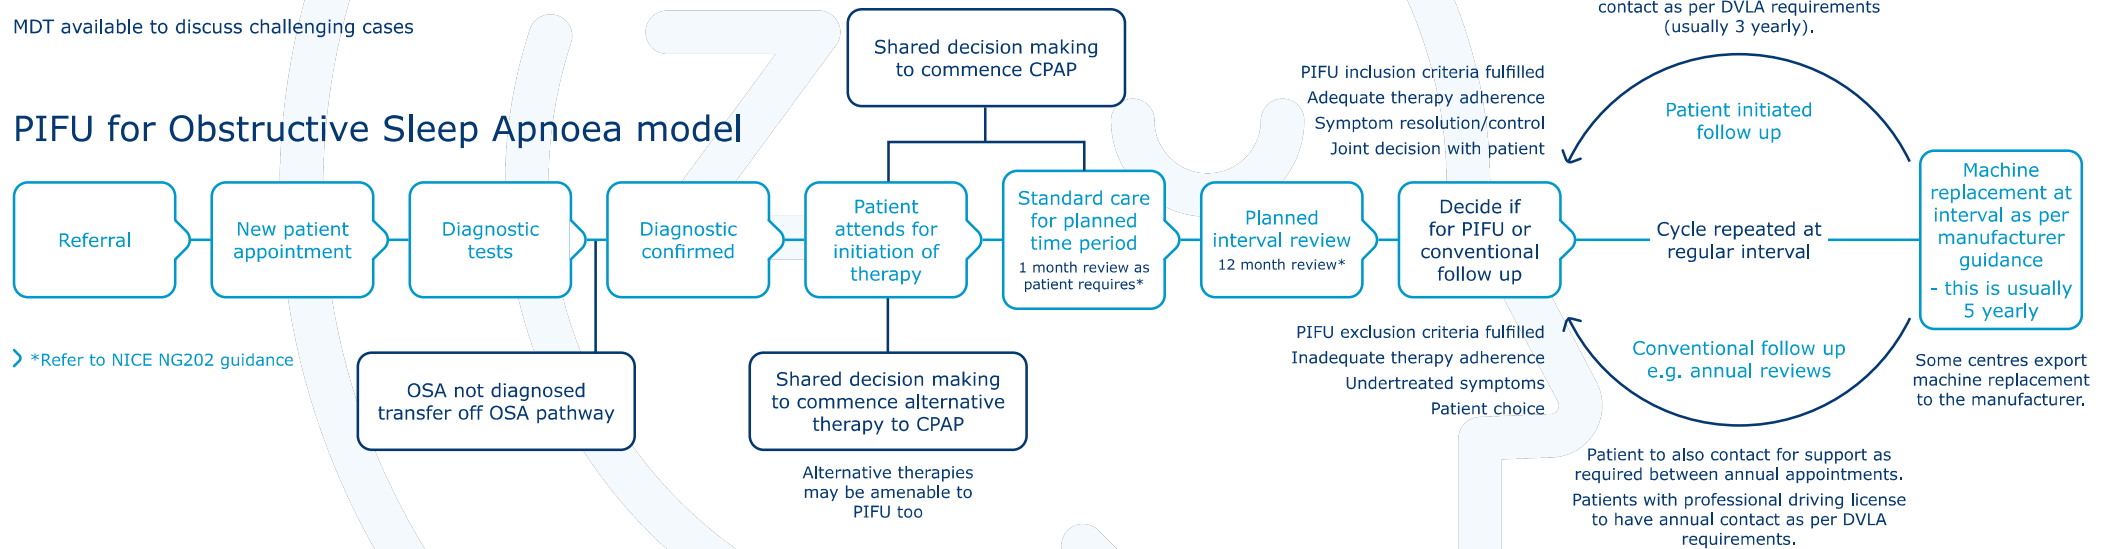 contact as per DVLA requirements
(usually 3 yearly).
MDT available to discuss challenging cases
PIFU for Obstructive Sleep Apnoea model
Shared decision making
to commence CPAP
Referral
New patient
appointment
Diagnostic
tests
Diagnostic
confirmed
Patient
attends for
initiation of
therapy
Standard care
for planned
time period
1 month review as
patient requires*
Planned
interval review
12 month review*
Decide if
for PIFU or
conventional
follow up
PIFU inclusion criteria fulfilled
Adequate therapy adherence
Symptom resolution/control
Joint decision with patient
Patient initiated
follow up
Cycle repeated at
regular interval
Machine
replacement at
interval as per
manufacturer
guidance
- this is usually
5 yearly
*Refer to NICE NG202 guidance
OSA not diagnosed
transfer off OSA pathway
Shared decision making
to commence alternative
therapy to CPAP
Alternative therapies
may be amenable to
PIFU too
PIFU exclusion criteria fulfilled
Inadequate therapy adherence
Undertreated symptoms
Patient choice
Conventional follow up
e.g. annual reviews
Some centres export
machine replacement
to the manufacturer.
Patient to also contact for support as
required between annual appointments.
Patients with professional driving license
to have annual contact as per DVLA
requirements.